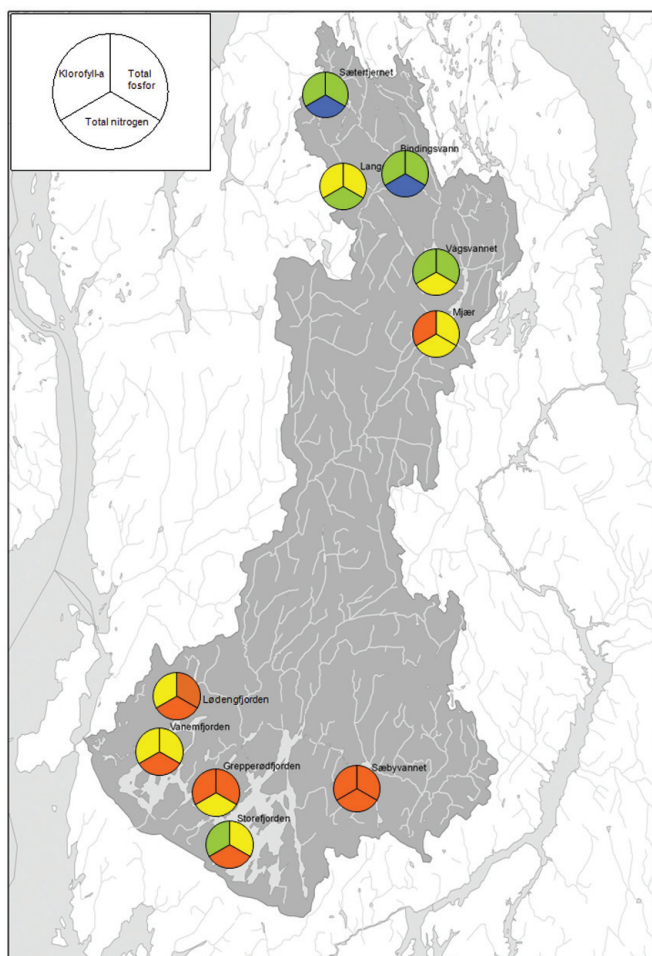 Klorofyll-a
Total
fosfor
Total nitrogen
Sætertjernet
Bindingsvann
Lang
Vågsvannet
Mjær
Lødengfjorden
Vanemfjorden
Grepperødfjorden
Sæbyvannet
Storefjorden